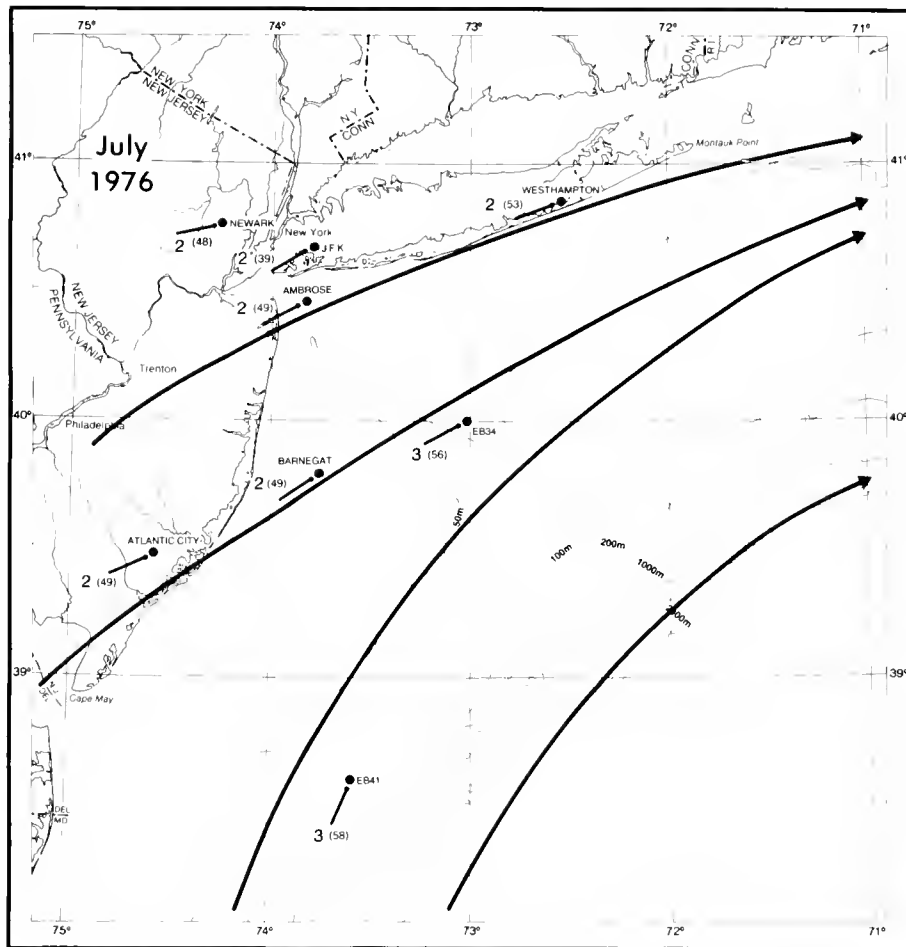 75°
74°
73°
72°
71°
NEW YORK
NEW JERSEY
N.Y.
CONN
CONN
R.I.
July
1976
41°
41°
Montauk Point
WESTHAMPTON
2 (53)
NEWARK
2 (48)
New York
JFK
2 (39)
AMBROSE
2 (49)
NEW JERSEY
PENNSYLVANIA
Trenton
40°
40°
Philadelphia
EB34
3 (56)
BARNEGAT
2 (49)
50m
ATLANTIC CITY
2 (49)
100m
200m
1000m
2000m
39°
39°
Cape May
EB41
3 (58)
DEL
MD
75°
74°
73°
72°
71°